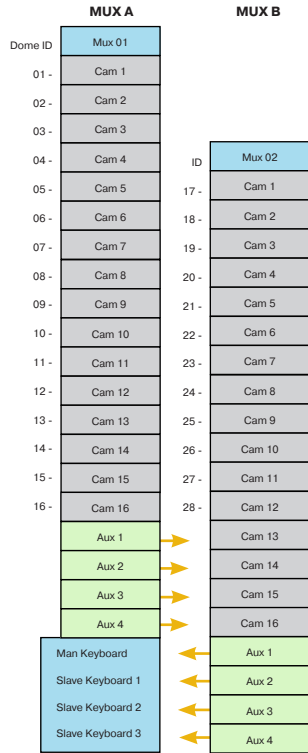 MUX A
Dome ID
Mux 01
01 - Cam 1
02 - Cam 2
03 - Cam 3
04 - Cam 4
05 - Cam 5
06 - Cam 6
07 - Cam 7
08 - Cam 8
09 - Cam 9
10 - Cam 10
11 - Cam 11
12 - Cam 12
13 - Cam 13
14 - Cam 14
15 - Cam 15
16 - Cam 16
Aux 1
Aux 2
Aux 3
Aux 4
Man Keyboard
Slave Keyboard 1
Slave Keyboard 2
Slave Keyboard 3
MUX B
ID
Mux 02
17 - Cam 1
18 - Cam 2
19 - Cam 3
20 - Cam 4
21 - Cam 5
22 - Cam 6
23 - Cam 7
24 - Cam 8
25 - Cam 9
26 - Cam 10
27 - Cam 11
28 - Cam 12
Cam 13
Cam 14
Cam 15
Cam 16
Aux 1
Aux 2
Aux 3
Aux 4